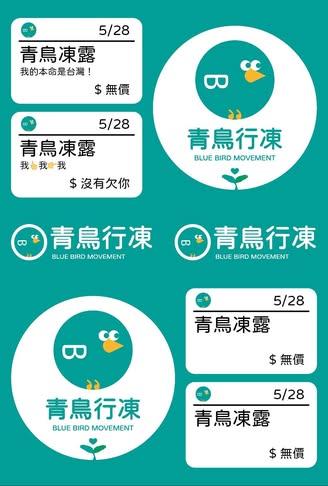 5/28
青鳥凍露
我的本命是台灣！
$ 無價
5/28
青鳥凍露
我👆🏻我👉🏻我
$ 沒有欠你
B
青鳥行凍
BLUE BIRD MOVEMENT
青鳥行凍
BLUE BIRD MOVEMENT
青鳥行凍
BLUE BIRD MOVEMENT
B
青鳥行凍
BLUE BIRD MOVEMENT
5/28
青鳥凍露
$ 無價
5/28
青鳥凍露
$ 無價